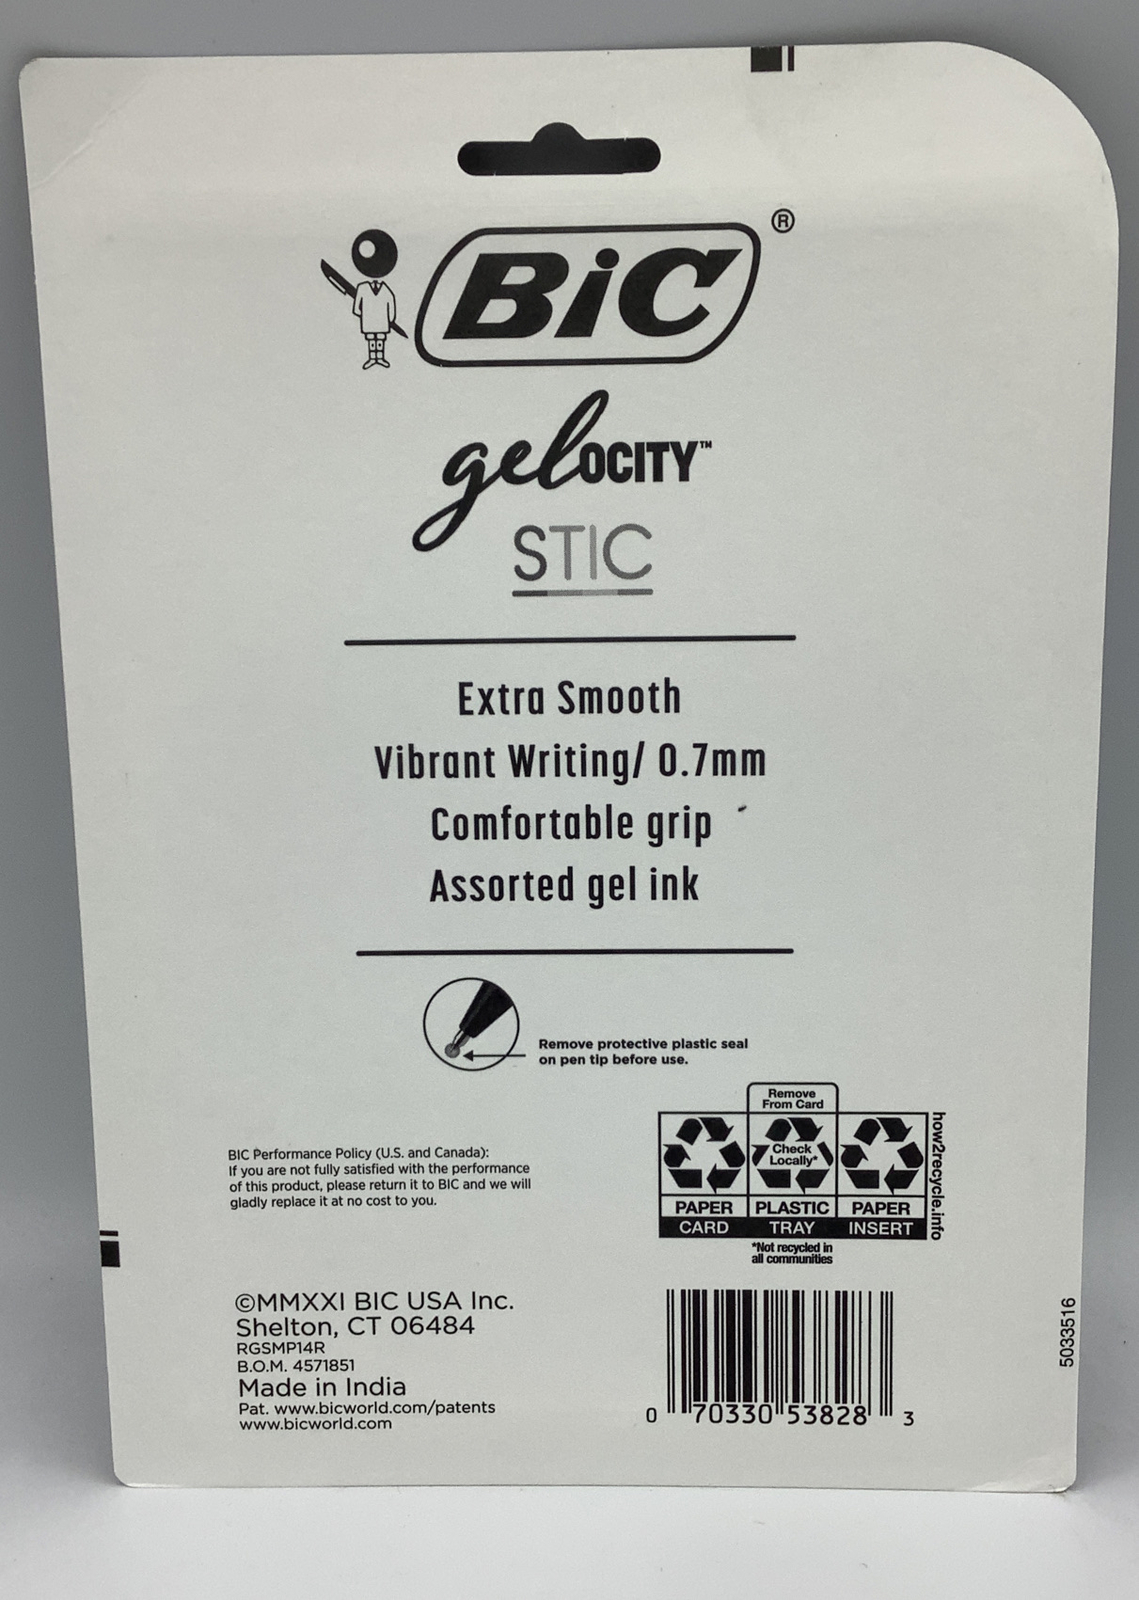 BiC®
gelOCITY™
STIC
Extra Smooth
Vibrant Writing/ 0.7mm
Comfortable grip
Assorted gel ink
Remove protective plastic seal
on pen tip before use.
BIC Performance Policy (U.S. and Canada):
If you are not fully satisfied with the performance
of this product, please return it to BIC and we will
gladly replace it at no cost to you.
Remove
From Card
Check
Locally*
PAPER PLASTIC PAPER
CARD TRAY INSERT
how2recycle.info
*Not recycled in
all communities
©MMXXI BIC USA Inc.
Shelton, CT 06484
RGSMP14R
B.O.M. 4571851
Made in India
Pat. www.bicworld.com/patents
www.bicworld.com
0 70330 53828 3
5033516